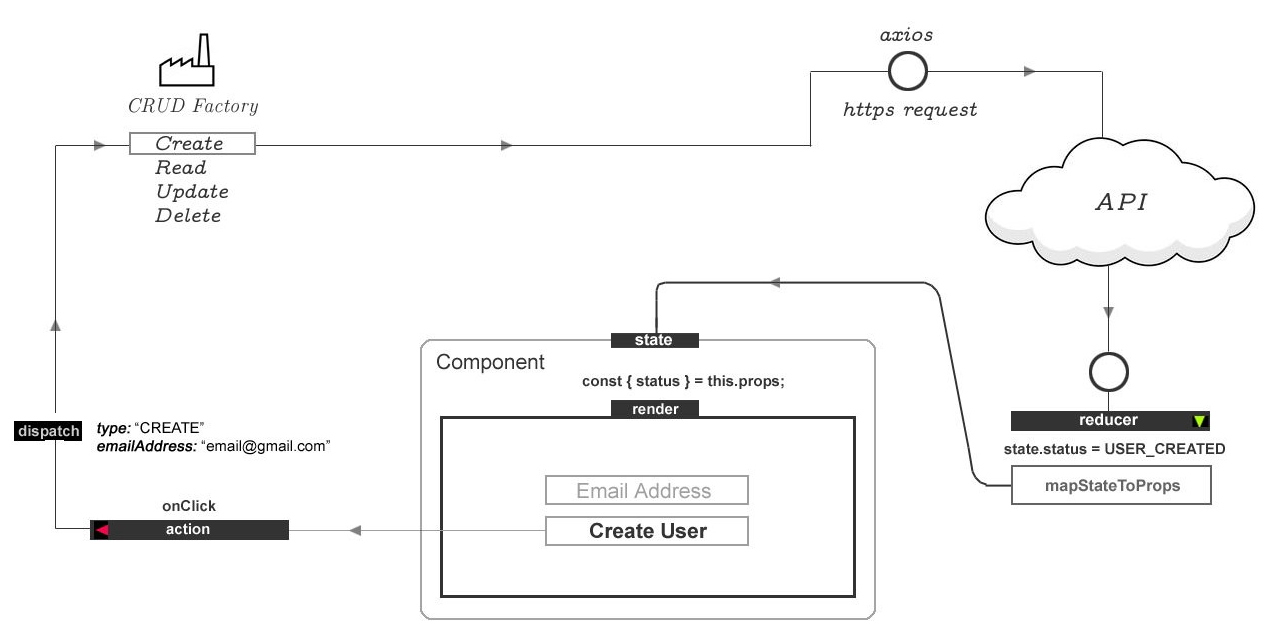 axios
CRUD Factory
https request
Create
Read
Update
Delete
API
state
Component
const { status } = this.props;
render
reducer
dispatch
type: “CREATE”
emailAddress: “email@gmail.com”
state.status = USER_CREATED
mapStateToProps
Email Address
onClick
action
Create User